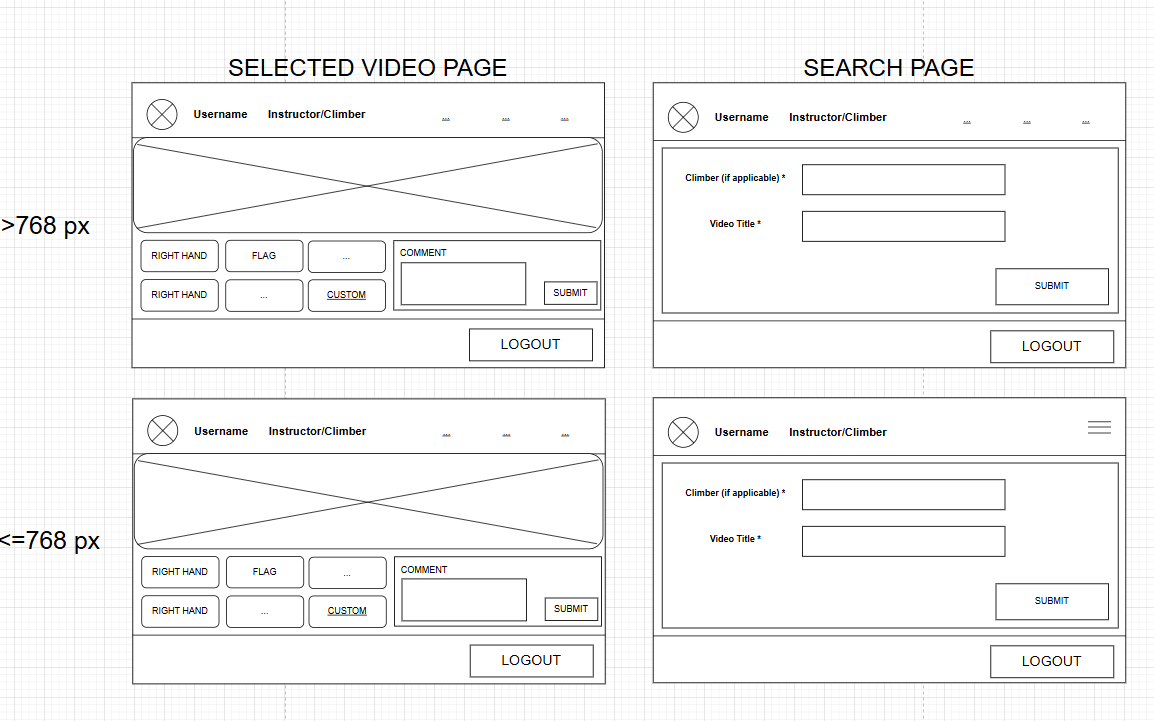 SELECTED VIDEO PAGE
SEARCH PAGE
>768 px
Username Instructor/Climber ... ... ...
RIGHT HAND FLAG ...
RIGHT HAND ... CUSTOM
COMMENT
SUBMIT
LOGOUT
Username Instructor/Climber ... ... ...
Climber (if applicable) *
Video Title *
SUBMIT
LOGOUT
<=768 px
Username Instructor/Climber ... ... ...
RIGHT HAND FLAG ...
RIGHT HAND ... CUSTOM
COMMENT
SUBMIT
LOGOUT
Username Instructor/Climber
Climber (if applicable) *
Video Title *
SUBMIT
LOGOUT